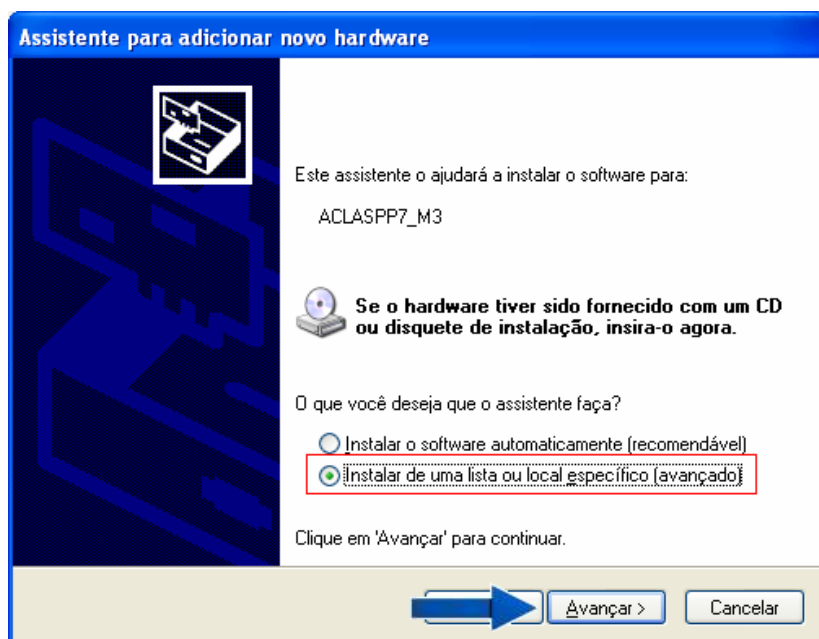 Assistente para adicionar novo hardware
Este assistente o ajudará a instalar o software para:
ACLASPP7_M3
Se o hardware tiver sido fornecido com um CD
ou disquete de instalação, insira-o agora.
O que você deseja que o assistente faça?
Instalar o software automaticamente (recomendável)
Instalar de uma lista ou local específico (avançado)
Clique em 'Avançar' para continuar.
Avançar >
Cancelar